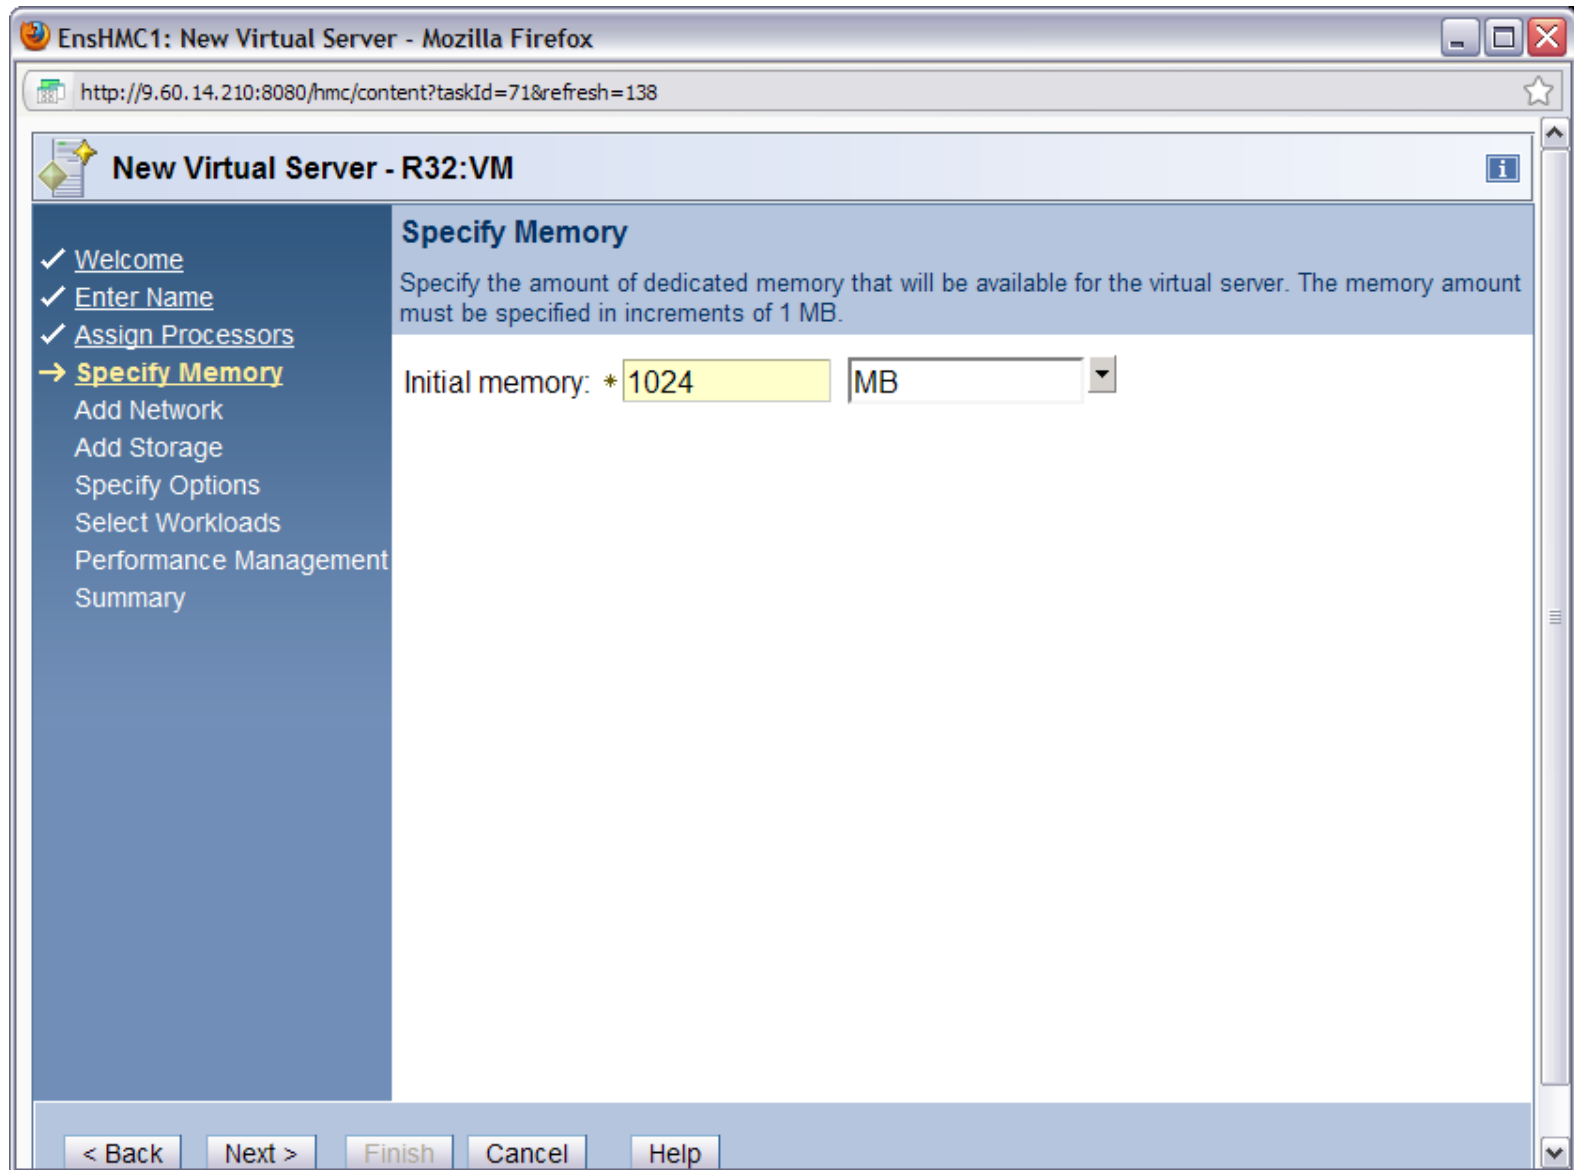 EnsHMC1: New Virtual Server - Mozilla Firefox
http://9.60.14.210:8080/hmc/content?taskId=71&refresh=138
New Virtual Server - R32:VM
i
Welcome
Enter Name
Assign Processors
Specify Memory
Add Network
Add Storage
Specify Options
Select Workloads
Performance Management
Summary
Specify Memory
Specify the amount of dedicated memory that will be available for the virtual server. The memory amount
must be specified in increments of 1 MB.
Initial memory: * 1024 MB
< Back Next > Finish Cancel Help